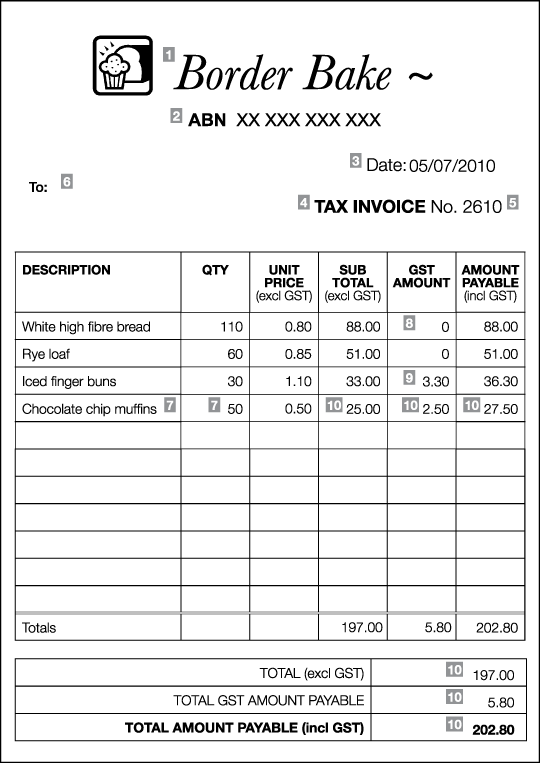 1 Border Bake ~
2 ABN XX XXX XXX XXX
3 Date: 05/07/2010
To: 6
4 TAX INVOICE No. 2610 5
DESCRIPTION QTY UNIT PRICE (excl GST) SUB TOTAL (excl GST) GST AMOUNT AMOUNT PAYABLE (incl GST)
White high fibre bread 110 0.80 88.00 8 0 88.00
Rye loaf 60 0.85 51.00 0 51.00
Iced finger buns 30 1.10 33.00 9 3.30 36.30
Chocolate chip muffins 7 7 50 0.50 10 25.00 10 2.50 10 27.50
Totals 197.00 5.80 202.80
TOTAL (excl GST) 10 197.00
TOTAL GST AMOUNT PAYABLE 10 5.80
TOTAL AMOUNT PAYABLE (incl GST) 10 202.80